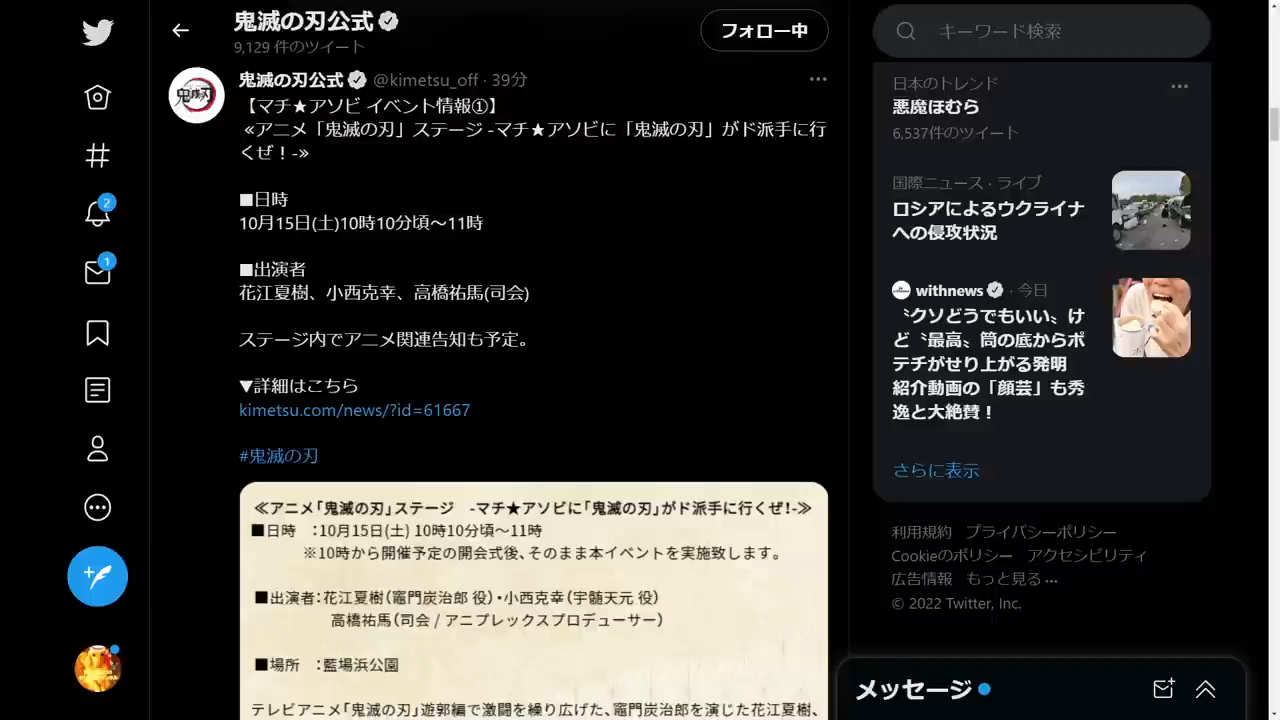 鬼滅の刃公式
9,129 件のツイート
フォロー中
鬼滅の刃公式 @kimetsu_off · 39分
【マチ★アソビ イベント情報①】
≪アニメ「鬼滅の刃」ステージ -マチ★アソビに「鬼滅の刃」がド派手に行
くぜ！-≫
■日時
10月15日(土)10時10分頃～11時
■出演者
花江夏樹、小西克幸、高橋祐馬(司会)
ステージ内でアニメ関連告知も予定。
▼詳細はこちら
kimetsu.com/news/?id=61667
#鬼滅の刃
≪アニメ「鬼滅の刃」ステージ　-マチ★アソビに「鬼滅の刃」がド派手に行くぜ！-≫
■日時　：10月15日(土) 10時10分頃～11時
※10時から開催予定の開会式後、そのまま本イベントを実施致します。
■出演者：花江夏樹（竈門炭治郎 役）・小西克幸（宇髄天元 役）
高橋祐馬（司会 / アニプレックスプロデューサー）
■場所　：藍場浜公園
テレビアニメ「鬼滅の刃」遊郭編で激闘を繰り広げた、竈門炭治郎を演じた花江夏樹、
キーワード検索
日本のトレンド
悪魔ほむら
6,537件のツイート
国際ニュース · ライブ
ロシアによるウクライナ
への侵攻状況
withnews · 今日
〝クソどうでもいい〟け
ど〝最高〟筒の底からポ
テチがせり上がる発明
紹介動画の「顔芸」も秀
逸と大絶賛！
さらに表示
利用規約　プライバシーポリシー
Cookieのポリシー　アクセシビリティ
広告情報　もっと見る…
© 2022 Twitter, Inc.
メッセージ
2
1
鬼滅の刃